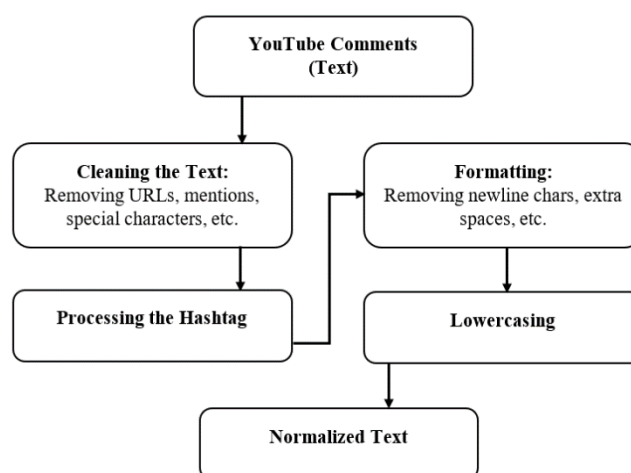 YouTube Comments
(Text)
Cleaning the Text:
Removing URLs, mentions,
special characters, etc.
Processing the Hashtag
Formatting:
Removing newline chars, extra
spaces, etc.
Lowercasing
Normalized Text